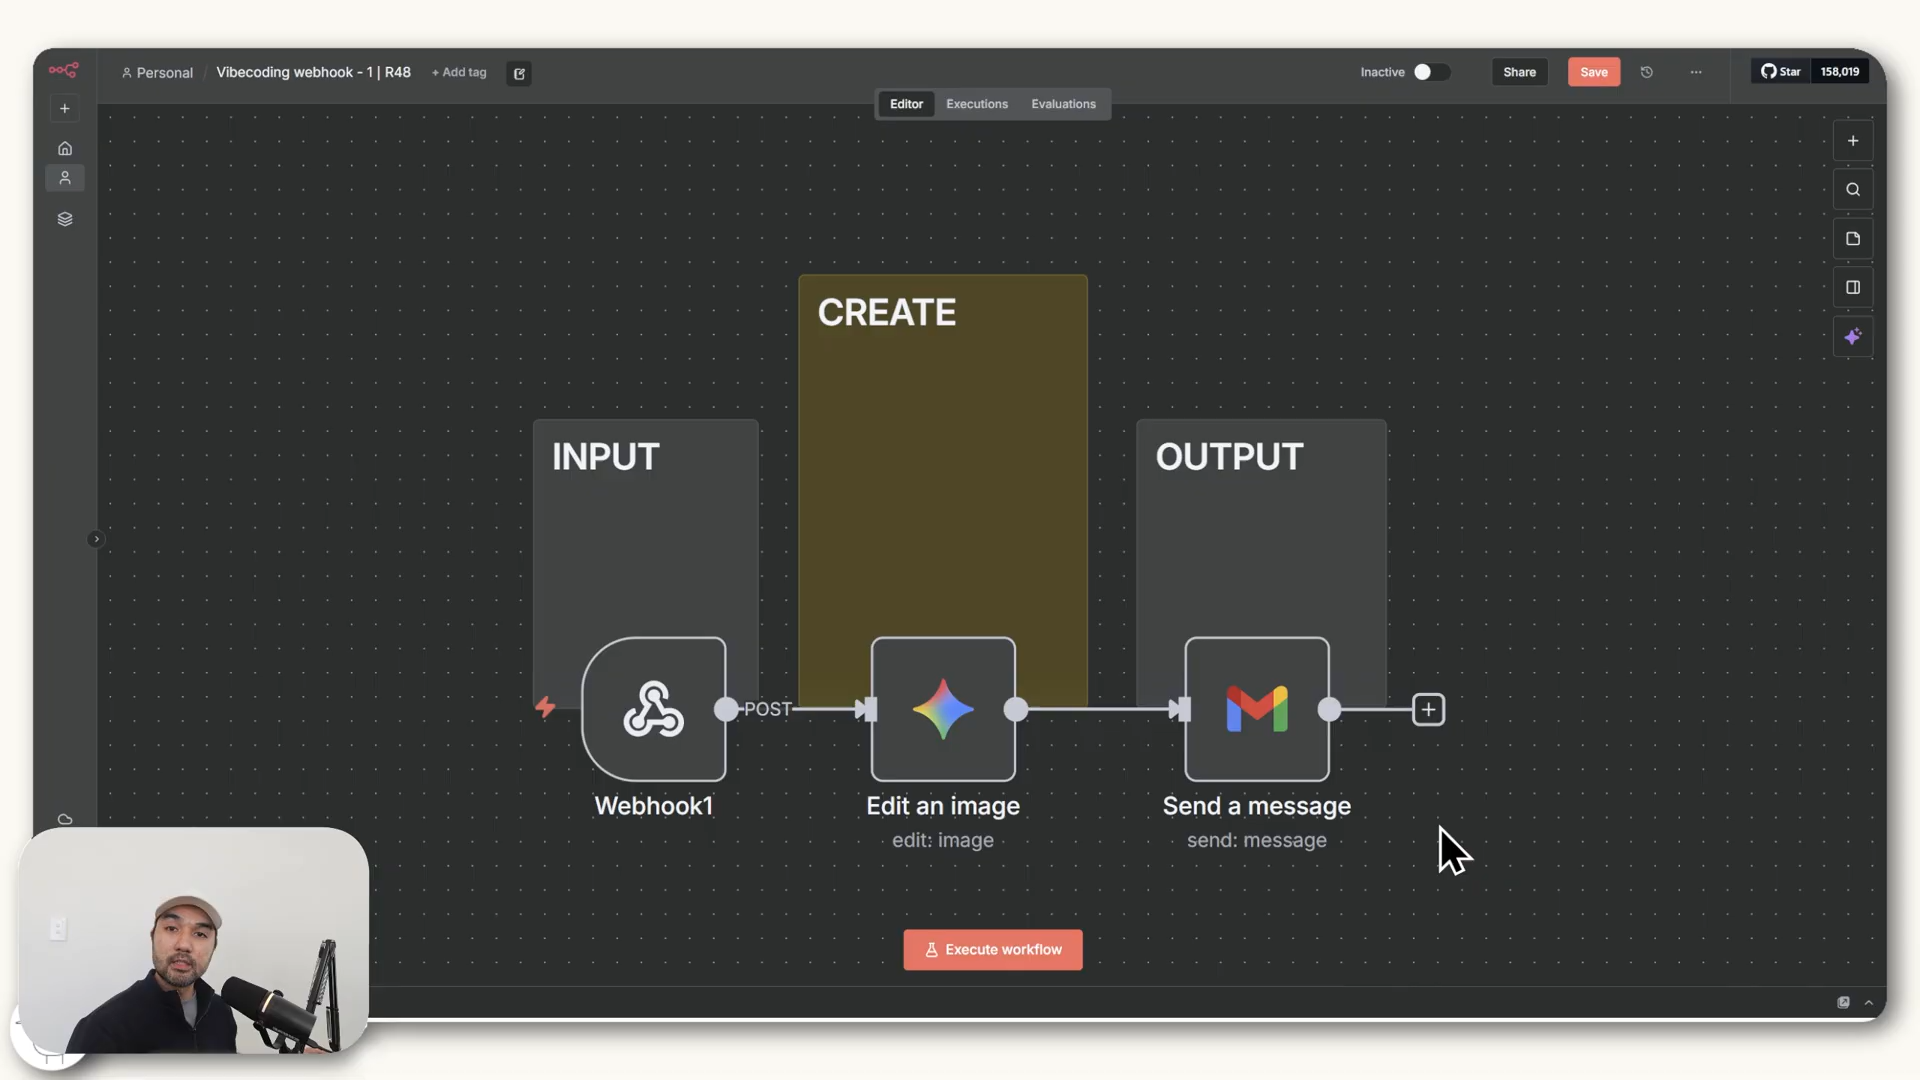 Personal / Vibecoding webhook - 1 | R48 + Add tag
Inactive Share Save ... Star 158,019
Editor Executions Evaluations
CREATE
INPUT
OUTPUT
POST
Webhook1
Edit an image
edit: image
Send a message
send: message
Execute workflow